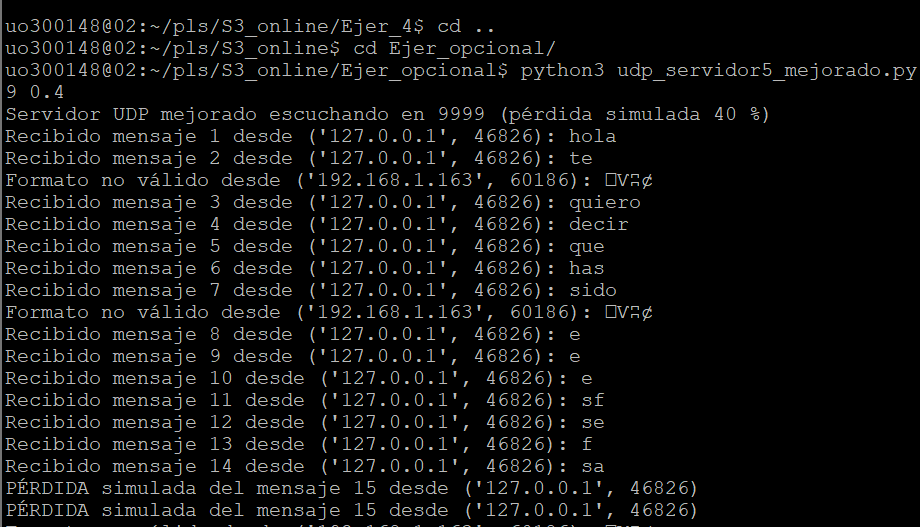 uo300148@02:~/pls/S3_online/Ejer_4$ cd ..
uo300148@02:~/pls/S3_online$ cd Ejer_opcional/
uo300148@02:~/pls/S3_online/Ejer_opcional$ python3 udp_servidor5_mejorado.py
9 0.4
Servidor UDP mejorado escuchando en 9999 (pérdida simulada 40 %)
Recibido mensaje 1 desde ('127.0.0.1', 46826): hola
Recibido mensaje 2 desde ('127.0.0.1', 46826): te
Formato no válido desde ('192.168.1.163', 60186):
Recibido mensaje 3 desde ('127.0.0.1', 46826): quiero
Recibido mensaje 4 desde ('127.0.0.1', 46826): decir
Recibido mensaje 5 desde ('127.0.0.1', 46826): que
Recibido mensaje 6 desde ('127.0.0.1', 46826): has
Recibido mensaje 7 desde ('127.0.0.1', 46826): sido
Formato no válido desde ('192.168.1.163', 60186):
Recibido mensaje 8 desde ('127.0.0.1', 46826): e
Recibido mensaje 9 desde ('127.0.0.1', 46826): e
Recibido mensaje 10 desde ('127.0.0.1', 46826): e
Recibido mensaje 11 desde ('127.0.0.1', 46826): sf
Recibido mensaje 12 desde ('127.0.0.1', 46826): se
Recibido mensaje 13 desde ('127.0.0.1', 46826): f
Recibido mensaje 14 desde ('127.0.0.1', 46826): sa
PÉRDIDA simulada del mensaje 15 desde ('127.0.0.1', 46826)
PÉRDIDA simulada del mensaje 15 desde ('127.0.0.1', 46826)